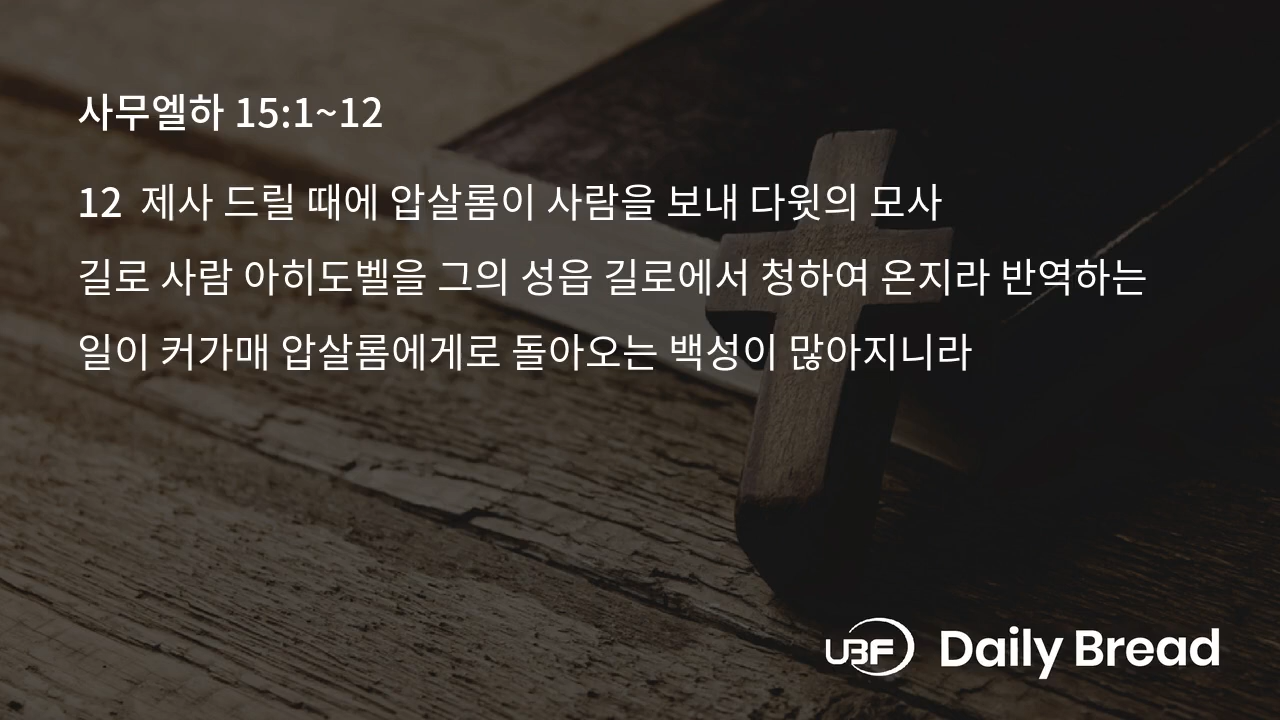 사무엘하 15:1~12
12 제사 드릴 때에 압살롬이 사람을 보내 다윗의 모사
길로 사람 아히도벨을 그의 성읍 길로에서 청하여 온지라 반역하는
일이 커가매 압살롬에게로 돌아오는 백성이 많아지니라
UBF Daily Bread